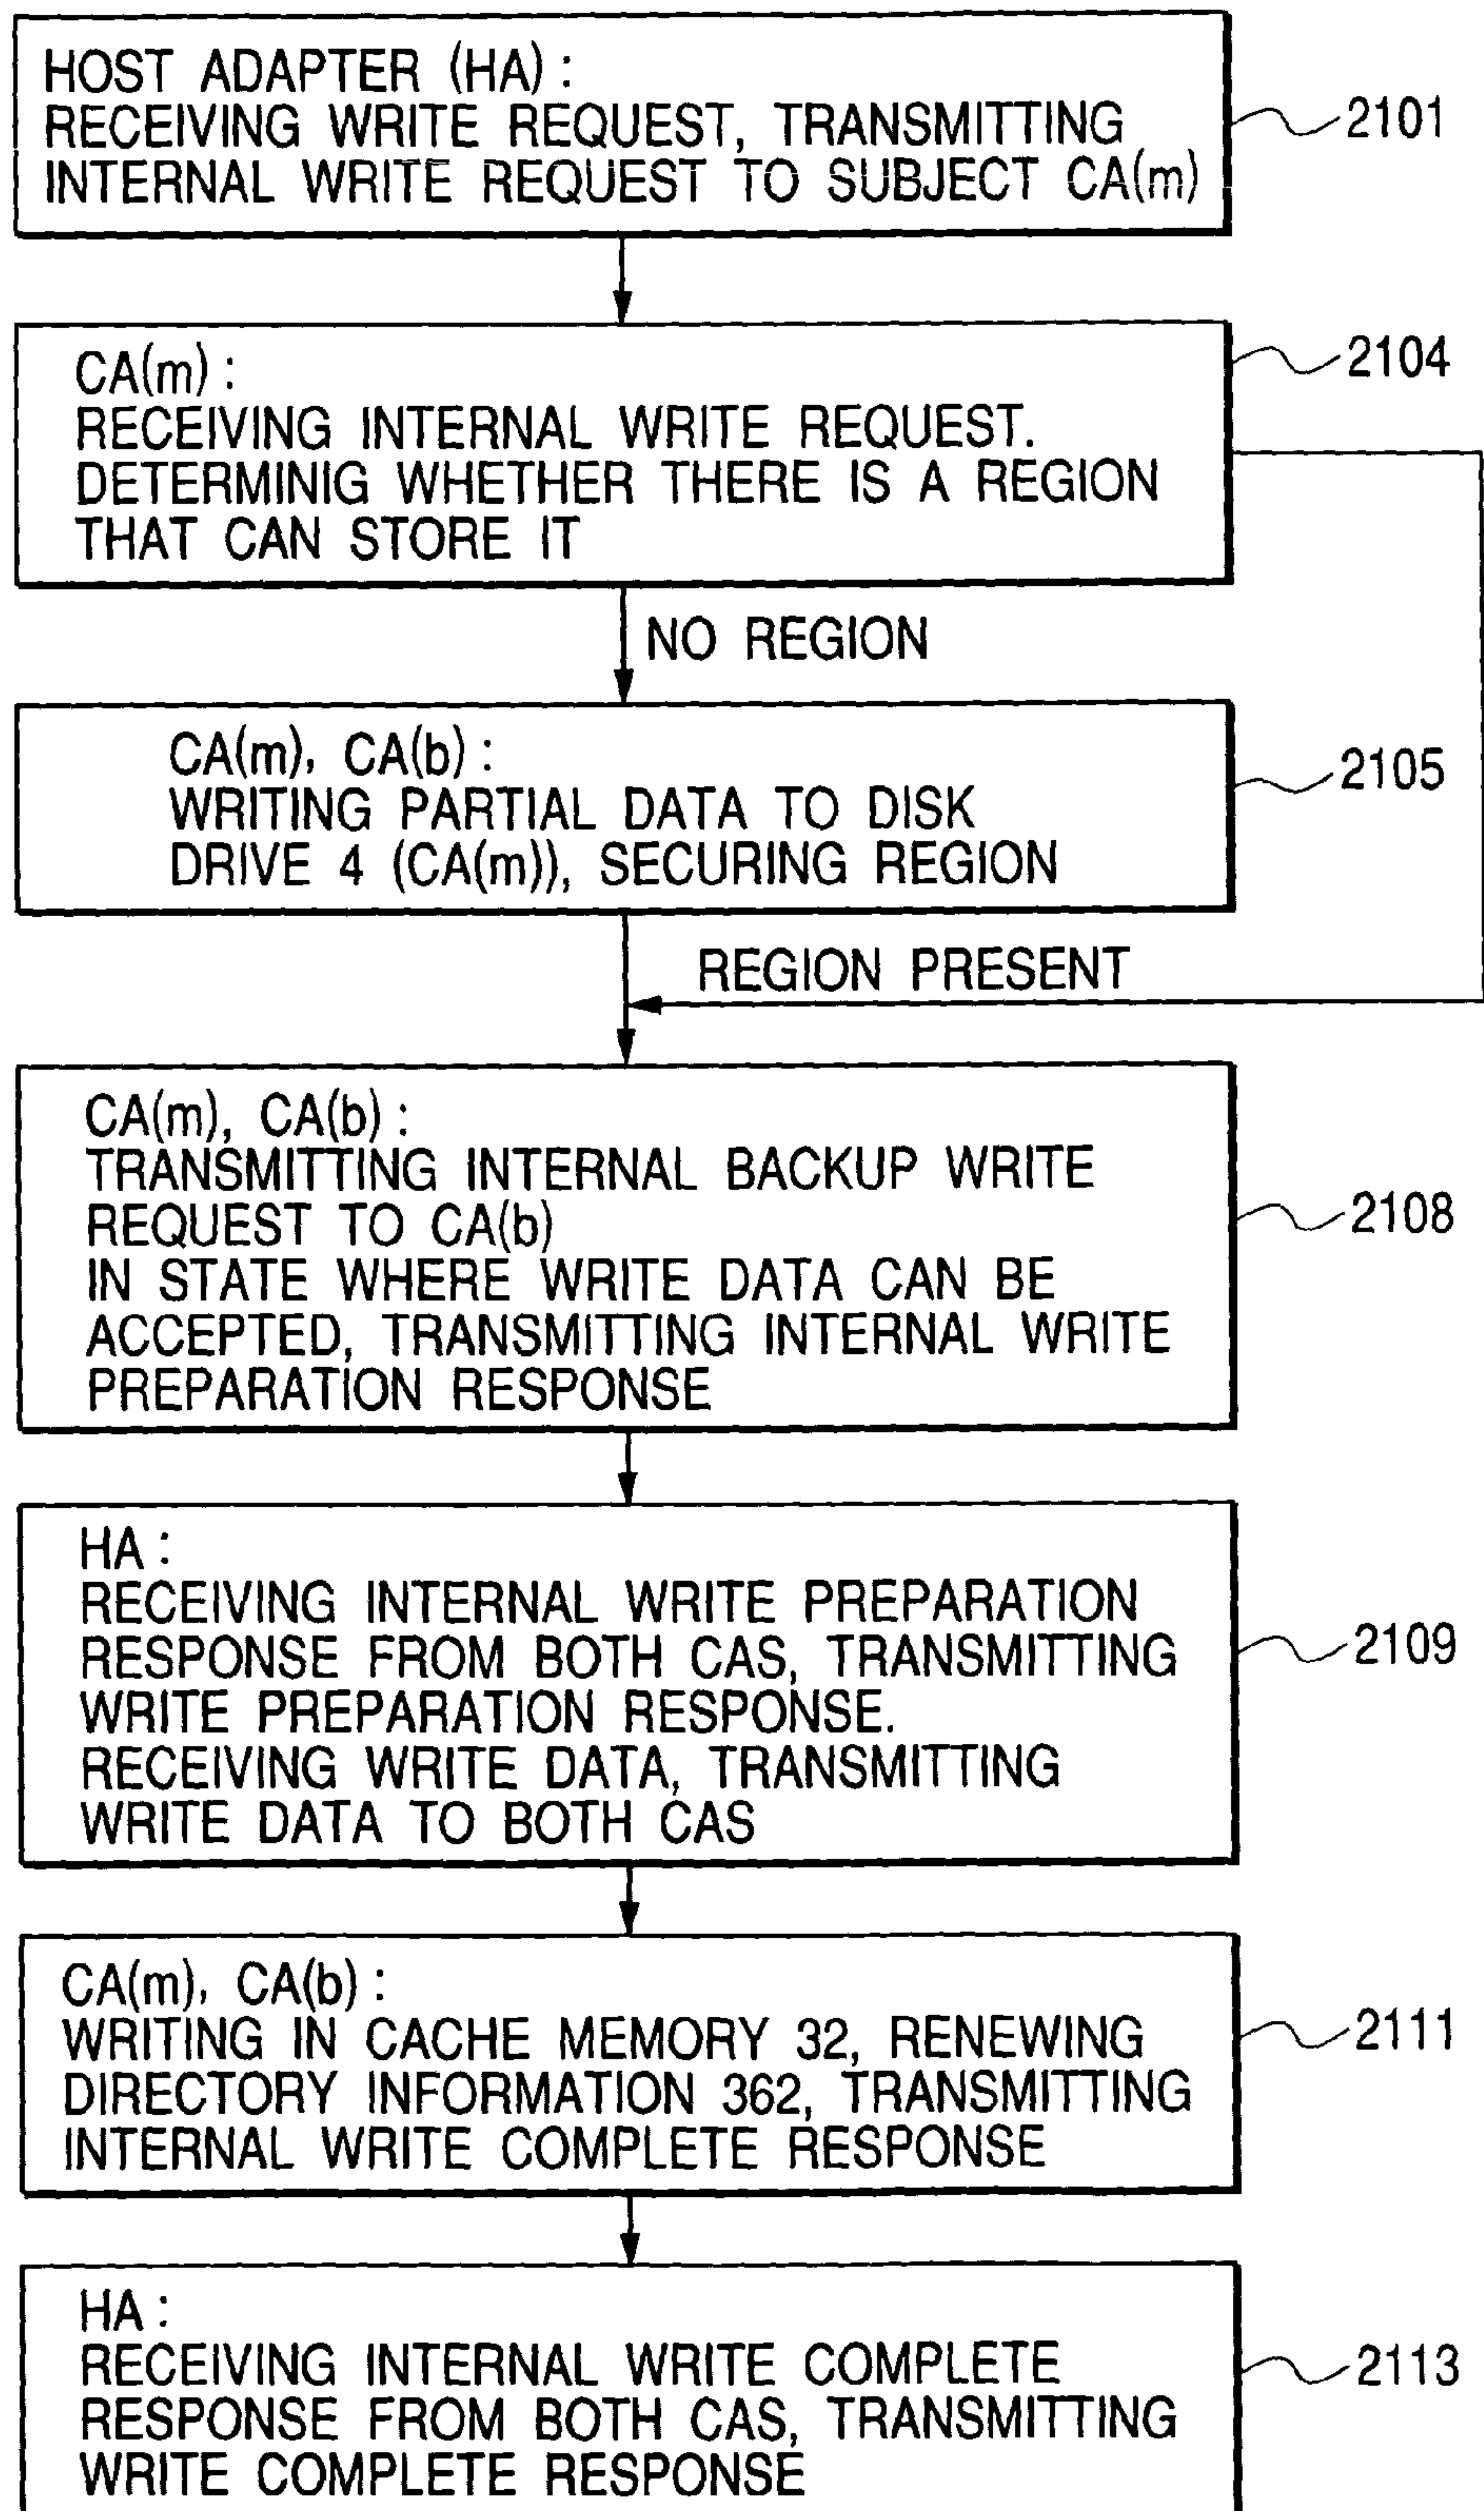 HOST ADAPTER (HA) :
RECEIVING WRITE REQUEST, TRANSMITTING
INTERNAL WRITE REQUEST TO SUBJECT CA(m)
2101
CA(m) :
RECEIVING INTERNAL WRITE REQUEST.
DETERMINIG WHETHER THERE IS A REGION
THAT CAN STORE IT
2104
NO REGION
CA(m), CA(b) :
WRITING PARTIAL DATA TO DISK
DRIVE 4 (CA(m)), SECURING REGION
2105
REGION PRESENT
CA(m), CA(b) :
TRANSMITTING INTERNAL BACKUP WRITE
REQUEST TO CA(b)
IN STATE WHERE WRITE DATA CAN BE
ACCEPTED, TRANSMITTING INTERNAL WRITE
PREPARATION RESPONSE
2108
HA :
RECEIVING INTERNAL WRITE PREPARATION
RESPONSE FROM BOTH CAS, TRANSMITTING
WRITE PREPARATION RESPONSE.
RECEIVING WRITE DATA, TRANSMITTING
WRITE DATA TO BOTH CAS
2109
CA(m), CA(b) :
WRITING IN CACHE MEMORY 32, RENEWING
DIRECTORY INFORMATION 362, TRANSMITTING
INTERNAL WRITE COMPLETE RESPONSE
2111
HA :
RECEIVING INTERNAL WRITE COMPLETE
RESPONSE FROM BOTH CAS, TRANSMITTING
WRITE COMPLETE RESPONSE
2113